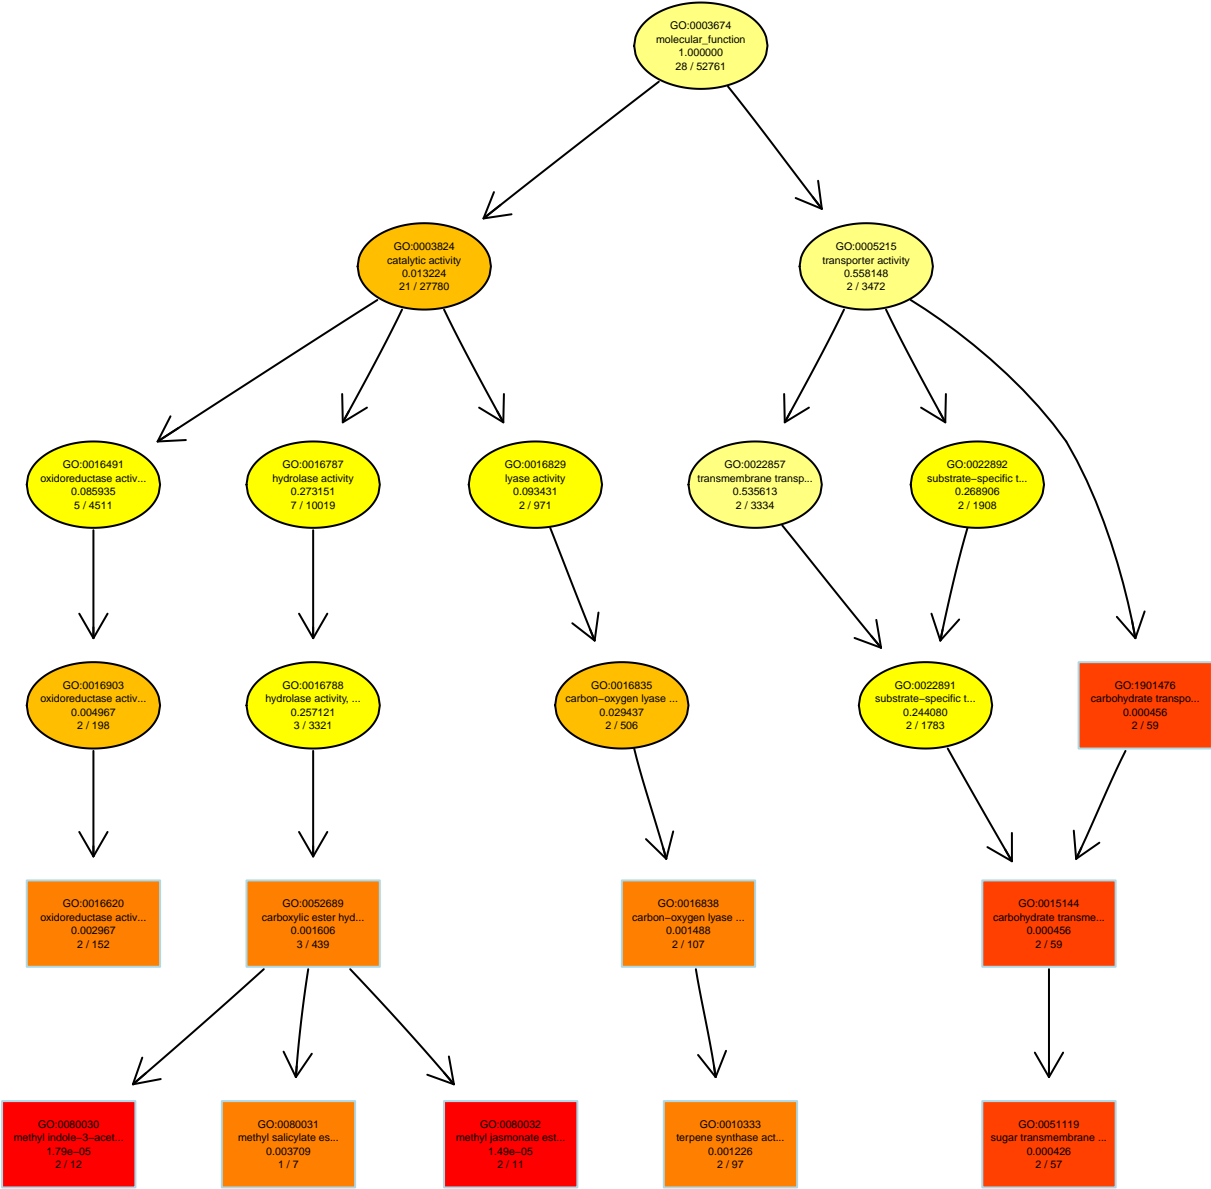 GO:0003674
molecular_function
1.000000
28 / 52761
GO:0003824
catalytic activity
0.013224
21 / 27780
GO:0005215
transporter activity
0.558148
2 / 3472
GO:0016491
oxidoreductase activ...
0.085935
5 / 4511
GO:0016787
hydrolase activity
0.273151
7 / 10019
GO:0016829
lyase activity
0.093431
2 / 971
GO:0022857
transmembrane transp...
0.535613
2 / 3334
GO:0022892
substrate−specific t...
0.268906
2 / 1908
GO:0016903
oxidoreductase activ...
0.004967
2 / 198
GO:0016788
hydrolase activity, ...
0.257121
3 / 3321
GO:0016835
carbon−oxygen lyase ...
0.029437
2 / 506
GO:0022891
substrate−specific t...
0.244080
2 / 1783
GO:1901476
carbohydrate transpo...
0.000456
2 / 59
GO:0016620
oxidoreductase activ...
0.002967
2 / 152
GO:0052689
carboxylic ester hyd...
0.001606
3 / 439
GO:0016838
carbon−oxygen lyase ...
0.001488
2 / 107
GO:0015144
carbohydrate transme...
0.000456
2 / 59
GO:0080030
methyl indole−3−acet...
1.79e−05
2 / 12
GO:0080031
methyl salicylate es...
0.003709
1 / 7
GO:0080032
methyl jasmonate est...
1.49e−05
2 / 11
GO:0010333
terpene synthase act...
0.001226
2 / 97
GO:0051119
sugar transmembrane ...
0.000426
2 / 57